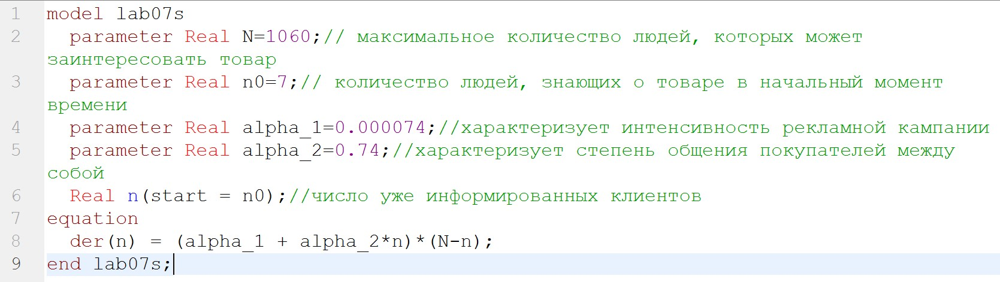 1 model lab07s
2   parameter Real N=1060;// максимальное количество людей, которых может
заинтересовать товар
3   parameter Real n0=7;// количество людей, знающих о товаре в начальный момент
времени
4   parameter Real alpha_1=0.000074;//характеризует интенсивность рекламной кампании
5   parameter Real alpha_2=0.74;//характеризует степень общения покупателей между
собой
6   Real n(start = n0);//число уже информированных клиентов
7 equation
8   der(n) = (alpha_1 + alpha_2*n)*(N-n);
9 end lab07s;